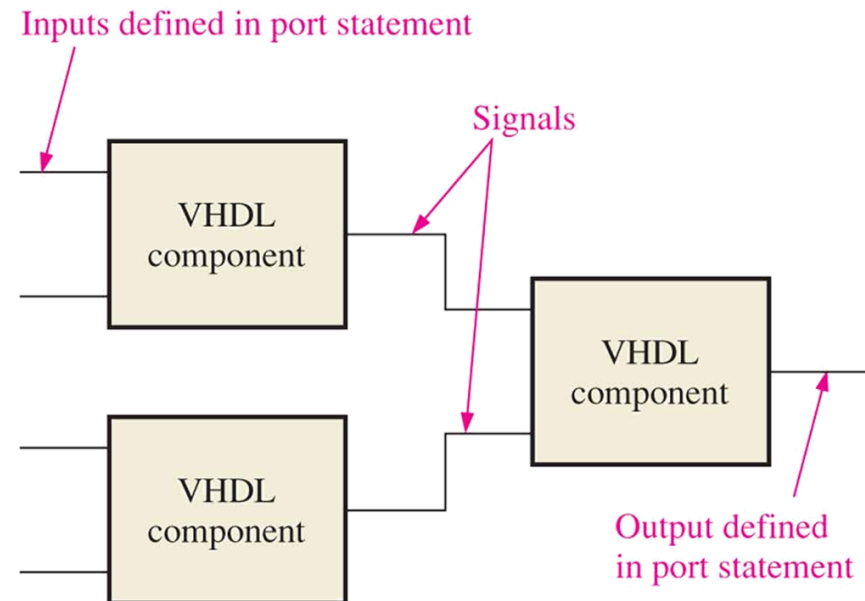 Inputs defined in port statement
Signals
VHDL
component
VHDL
component
VHDL
component
Output defined
in port statement